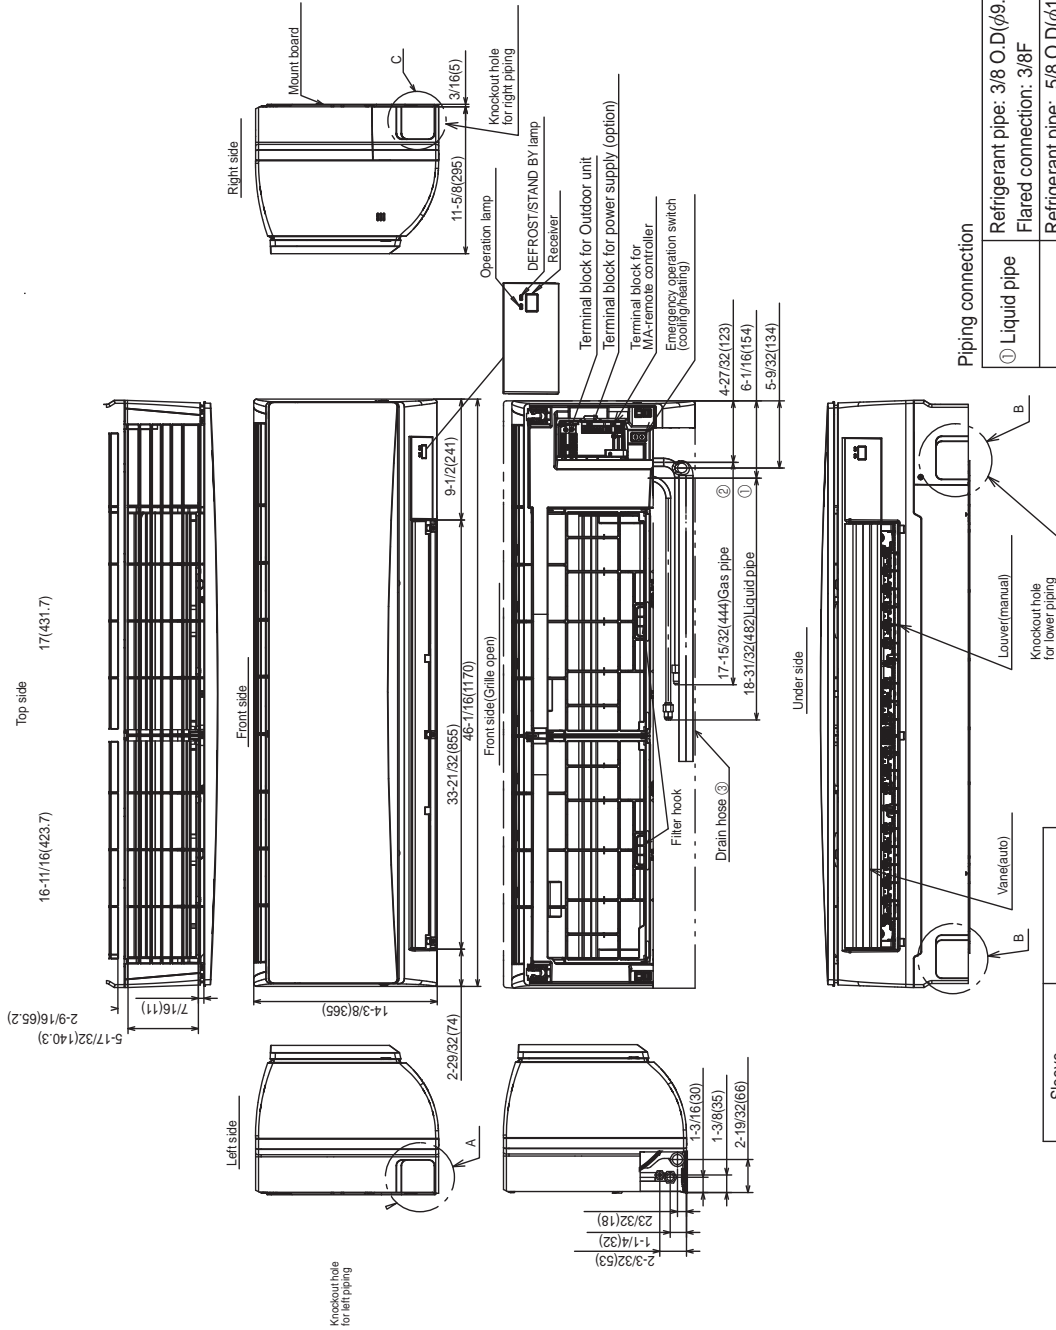 Top side
16-11/16(423.7)
17(431.7)
5-17/32(140.3)
2-9/16(65.2)
7/16(11)
Left side
A
Knockout hole
for left piping
Front side
14-3/8(365)
2-29/32(74)
33-21/32(855)
9-1/2(241)
46-1/16(1170)
Right side
Mount board
C
3/16(5)
11-5/8(295)
Knockout hole
for right piping
Operation lamp
DEFROST/STAND BY lamp
Receiver
Front side(Grille open)
Terminal block for Outdoor unit
Terminal block for power supply (option)
Terminal block for
MA-remote controller
Emergency operation switch
(cooling/heating)
2-3/32(53)
1-1/4(32)
23/32(18)
1-3/16(30)
1-3/8(35)
2-19/32(66)
Filter hook
Drain hose ③
② 4-27/32(123)
① 6-1/16(154)
5-9/32(134)
17-15/32(444)Gas pipe
18-31/32(482)Liquid pipe
Under side
B
Vane(auto)
Louver(manual)
Knockout hole
for lower piping
B
Piping connection
① Liquid pipe
Refrigerant pipe: 3/8 O.D(φ9.
Flared connection: 3/8F